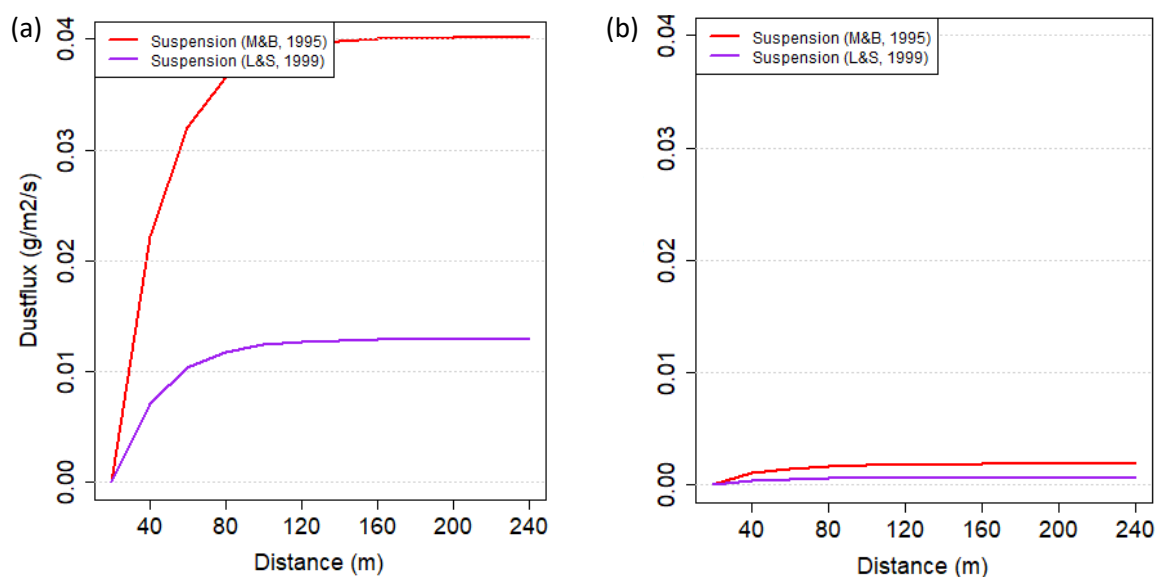 (a)
Suspension (M&B, 1995)
Suspension (L&S, 1999)
Dustflux (g/m2/s)
0.04
0.03
0.02
0.01
0.00
40 80 120 160 200 240
Distance (m)
(b)
Suspension (M&B, 1995)
Suspension (L&S, 1999)
0.04
0.03
0.02
0.01
0.00
40 80 120 160 200 240
Distance (m)